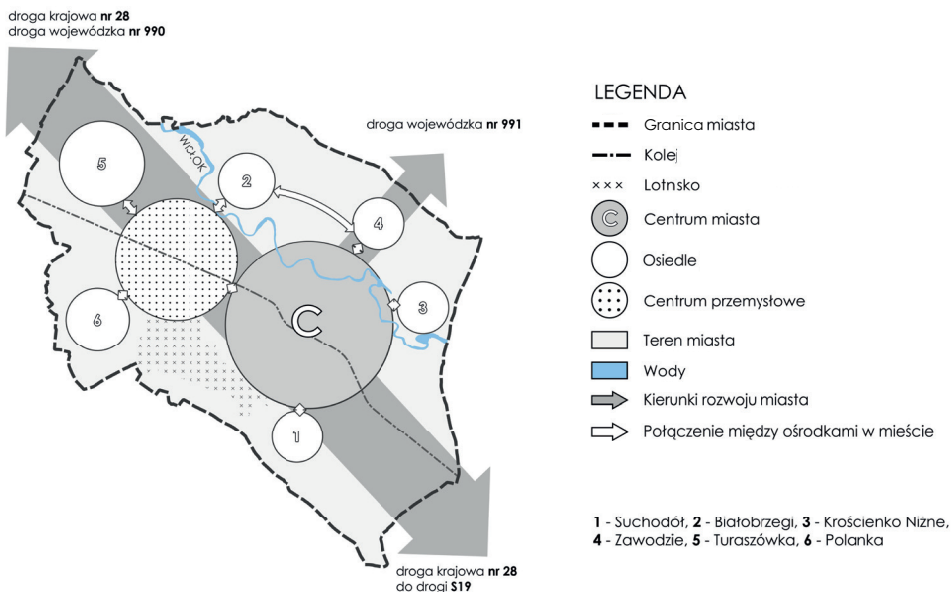 droga krajowa nr 28
droga wojewódzka nr 990
droga wojewódzka nr 991
WISŁOK
5
2
4
3
6
C
1
droga krajowa nr 28
do drogi S19
LEGENDA
Granica miasta
Kolej
Lotnsko
C
Centrum miasta
Osiedle
Centrum przemysłowe
Teren miasta
Wody
Kierunki rozwoju miasta
Połączenie między ośrodkami w mieście
1 - Suchodół, 2 - Białobrzegi, 3 - Krościenko Niżne,
4 - Zawodzie, 5 - Turaszówka, 6 - Polanka